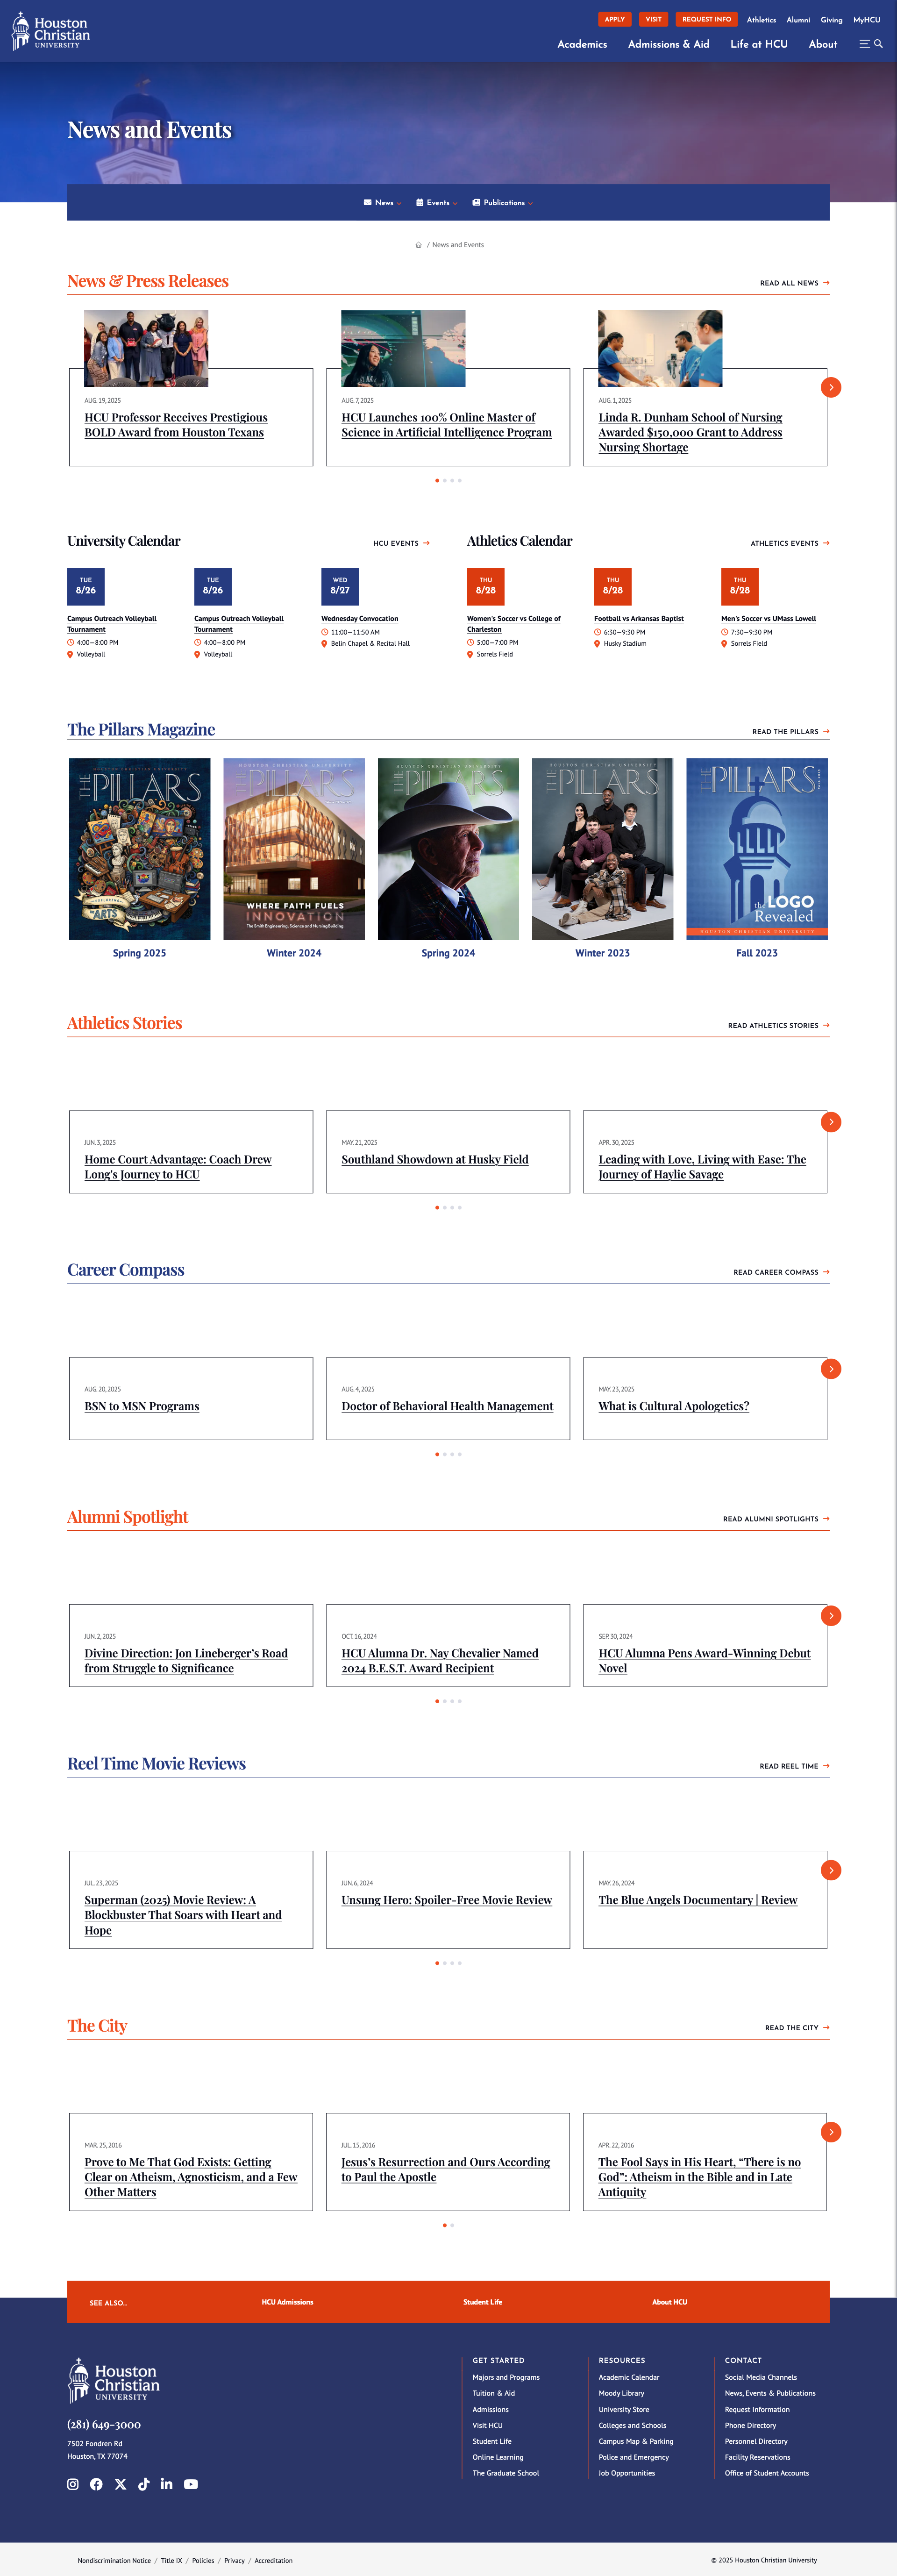 Houston
Christian
UNIVERSITY
APPLY
VISIT
REQUEST INFO
Athletics
Alumni
Giving
MyHCU
Academics
Admissions & Aid
Life at HCU
About
News and Events
News
Events
Publications
/ News and Events
News & Press Releases
READ ALL NEWS
AUG. 19, 2025
HCU Professor Receives Prestigious
BOLD Award from Houston Texans
AUG. 7, 2025
HCU Launches 100% Online Master of
Science in Artificial Intelligence Program
AUG. 1, 2025
Linda R. Dunham School of Nursing
Awarded $150,000 Grant to Address
Nursing Shortage
University Calendar
HCU EVENTS
TUE
8/26
Campus Outreach Volleyball
Tournament
4:00—8:00 PM
Volleyball
TUE
8/26
Campus Outreach Volleyball
Tournament
4:00—8:00 PM
Volleyball
WED
8/27
Wednesday Convocation
11:00—11:50 AM
Belin Chapel & Recital Hall
Athletics Calendar
ATHLETICS EVENTS
THU
8/28
Women's Soccer vs College of
Charleston
5:00—7:00 PM
Sorrels Field
THU
8/28
Football vs Arkansas Baptist
6:30—9:30 PM
Husky Stadium
THU
8/28
Men's Soccer vs UMass Lowell
7:30—9:30 PM
Sorrels Field
The Pillars Magazine
READ THE PILLARS
HOUSTON CHRISTIAN UNIVERSITY
THE PILLARS
ARTS
Spring 2025
HOUSTON CHRISTIAN UNIVERSITY
THE PILLARS
WHERE FAITH FUELS
INNOVATION
The Smith Engineering, Science and Nursing Building
Winter 2024
HOUSTON CHRISTIAN UNIVERSITY
THE PILLARS
Spring 2024
HOUSTON CHRISTIAN UNIVERSITY
THE PILLARS
Winter 2023
THE PILLARS
the LOGO
Revealed
HOUSTON CHRISTIAN UNIVERSITY
Fall 2023
Athletics Stories
READ ATHLETICS STORIES
JUN. 3, 2025
Home Court Advantage: Coach Drew
Long's Journey to HCU
MAY. 21, 2025
Southland Showdown at Husky Field
APR. 30, 2025
Leading with Love, Living with Ease: The
Journey of Haylie Savage
Career Compass
READ CAREER COMPASS
AUG. 20, 2025
BSN to MSN Programs
AUG. 4, 2025
Doctor of Behavioral Health Management
MAY. 23, 2025
What is Cultural Apologetics?
Alumni Spotlight
READ ALUMNI SPOTLIGHTS
JUN. 2, 2025
Divine Direction: Jon Lineberger's Road
from Struggle to Significance
OCT. 16, 2024
HCU Alumna Dr. Nay Chevalier Named
2024 B.E.S.T. Award Recipient
SEP. 30, 2024
HCU Alumna Pens Award-Winning Debut
Novel
Reel Time Movie Reviews
READ REEL TIME
JUL. 23, 2025
Superman (2025) Movie Review: A
Blockbuster That Soars with Heart and
Hope
JUN. 6, 2024
Unsung Hero: Spoiler-Free Movie Review
MAY. 26, 2024
The Blue Angels Documentary | Review
The City
READ THE CITY
MAR. 25, 2016
Prove to Me That God Exists: Getting
Clear on Atheism, Agnosticism, and a Few
Other Matters
JUL. 15, 2016
Jesus's Resurrection and Ours According
to Paul the Apostle
APR. 22, 2016
The Fool Says in His Heart, “There is no
God”: Atheism in the Bible and in Late
Antiquity
SEE ALSO...
HCU Admissions
Student Life
About HCU
Houston
Christian
UNIVERSITY
(281) 649-3000
7502 Fondren Rd
Houston, TX 77074
GET STARTED
Majors and Programs
Tuition & Aid
Admissions
Visit HCU
Student Life
Online Learning
The Graduate School
RESOURCES
Academic Calendar
Moody Library
University Store
Colleges and Schools
Campus Map & Parking
Police and Emergency
Job Opportunities
CONTACT
Social Media Channels
News, Events & Publications
Request Information
Phone Directory
Personnel Directory
Facility Reservations
Office of Student Accounts
Nondiscrimination Notice / Title IX / Policies / Privacy / Accreditation
© 2025 Houston Christian University